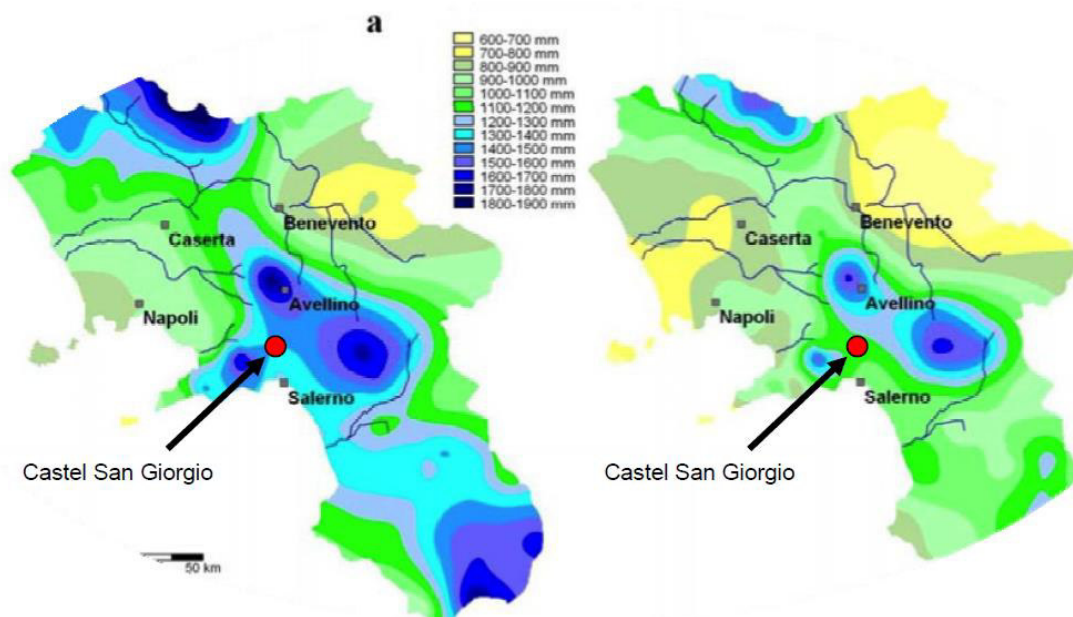 a
600-700 mm
700-800 mm
800-900 mm
900-1000 mm
1000-1100 mm
1100-1200 mm
1200-1300 mm
1300-1400 mm
1400-1500 mm
1500-1600 mm
1600-1700 mm
1700-1800 mm
1800-1900 mm
Benevento
Caserta
Avellino
Napoli
Salerno
Castel San Giorgio
50 km
Benevento
Caserta
Avellino
Napoli
Salerno
Castel San Giorgio